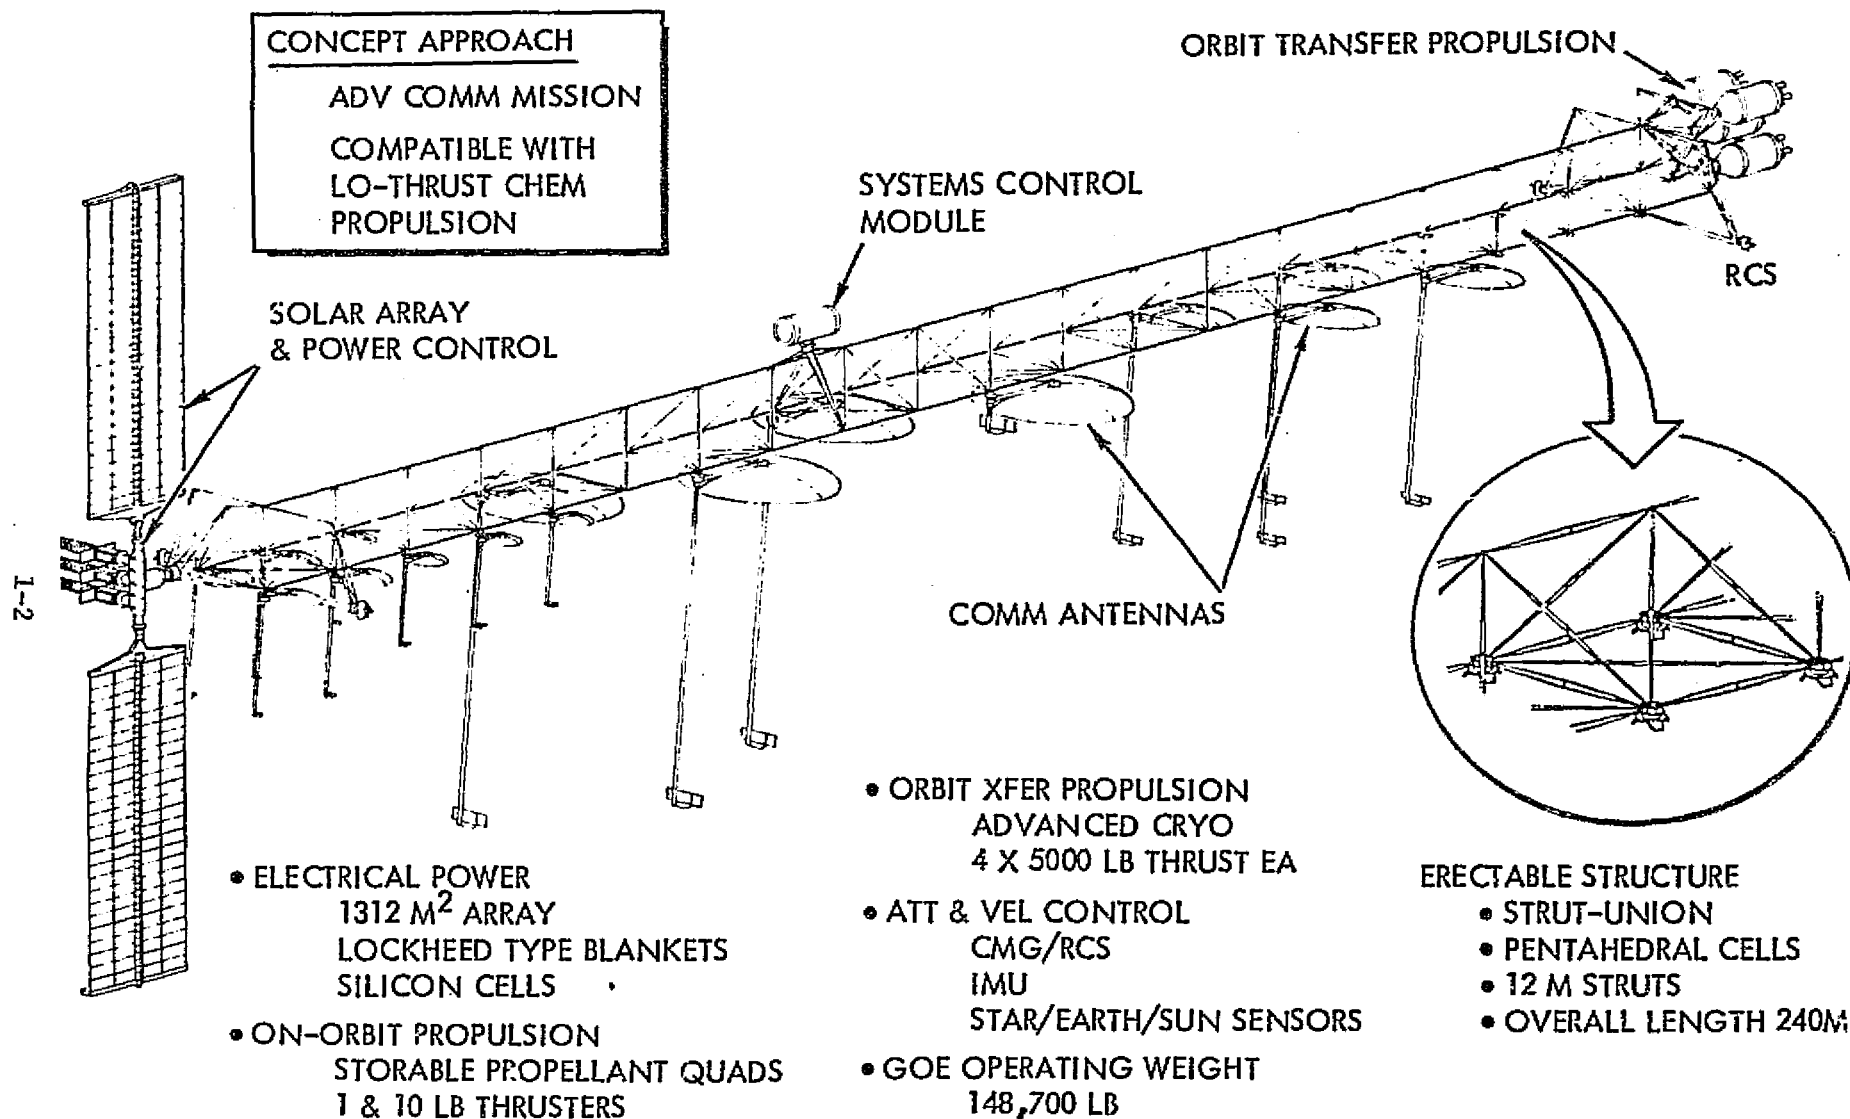 CONCEPT APPROACH
ADV COMM MISSION
COMPATIBLE WITH
LO-THRUST CHEM
PROPULSION
ORBIT TRANSFER PROPULSION
SYSTEMS CONTROL
MODULE
RCS
SOLAR ARRAY
& POWER CONTROL
COMM ANTENNAS
1-2
• ELECTRICAL POWER
1312 M² ARRAY
LOCKHEED TYPE BLANKETS
SILICON CELLS
• ON-ORBIT PROPULSION
STORABLE PROPELLANT QUADS
1 & 10 LB THRUSTERS
• ORBIT XFER PROPULSION
ADVANCED CRYO
4 X 5000 LB THRUST EA
• ATT & VEL CONTROL
CMG/RCS
IMU
STAR/EARTH/SUN SENSORS
• GOE OPERATING WEIGHT
148,700 LB
ERECTABLE STRUCTURE
• STRUT-UNION
• PENTAHEDRAL CELLS
• 12 M STRUTS
• OVERALL LENGTH 240M